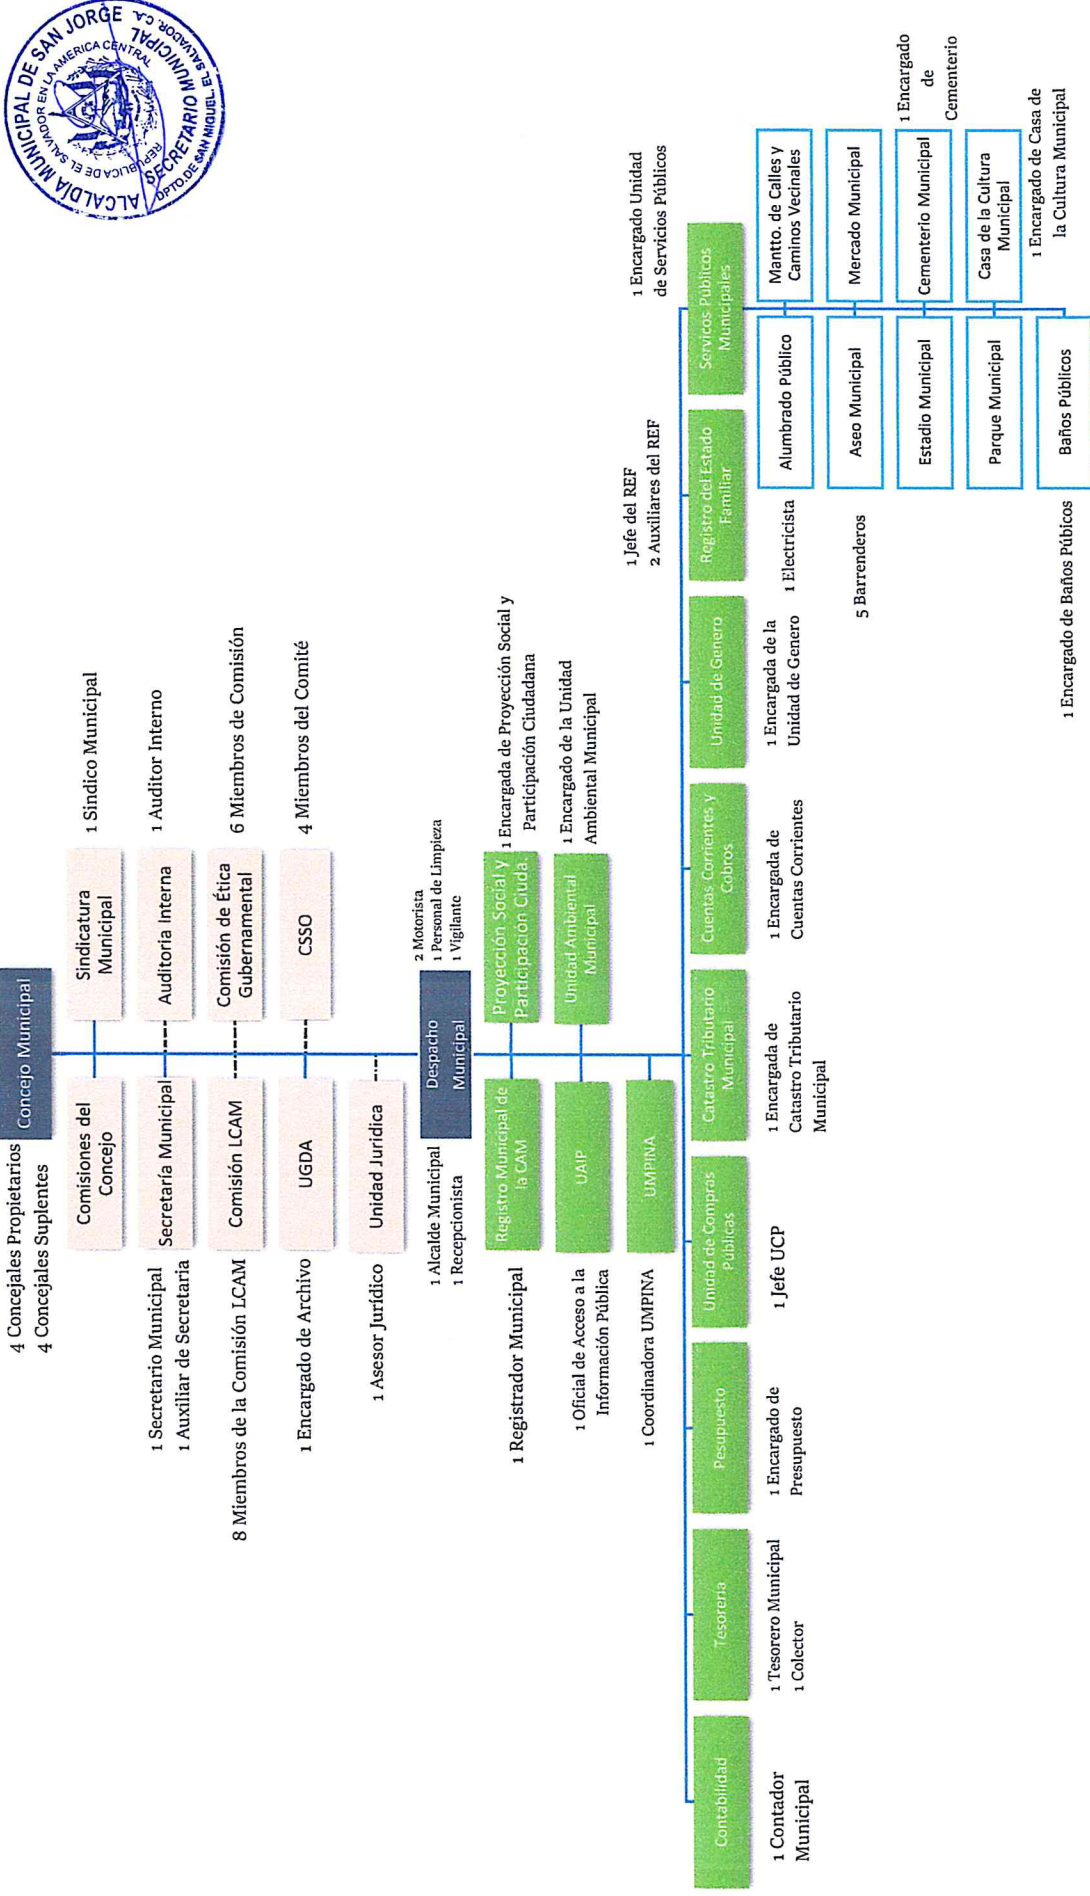 ALCALDÍA MUNICIPAL DE SAN JORGE
REPUBLICA DE EL SALVADOR EN LA AMERICA CENTRAL
SECRETARIO MUNICIPAL
DPTO. DE SAN MIGUEL, EL SALVADOR, C.A.
4 Concejales Propietarios
4 Concejales Suplentes
Concejo Municipal
Comisiones del
Concejo
Sindicatura
Municipal
1 Sindico Municipal
1 Secretario Municipal
1 Auxiliar de Secretaria
Secretaría Municipal
Auditoria Interna
1 Auditor Interno
8 Miembros de la Comisión LCAM
Comisión LCAM
Comisión de Ética
Gubernamental
6 Miembros de Comisión
1 Encargado de Archivo
UGDA
CSSO
4 Miembros del Comité
1 Asesor Jurídico
Unidad Juridica
1 Alcalde Municipal
1 Recepcionista
Despacho
Municipal
2 Motorista
1 Personal de Limpieza
1 Vigilante
1 Registrador Municipal
Registro Municipal de
la CAM
Proyección Social y
Participación Ciuda.
1 Encargada de Proyección Social y
Participación Ciudadana
1 Oficial de Acceso a la
Información Pública
UAIP
Unidad Ambiental
Municipal
1 Encargado de la Unidad
Ambiental Municipal
1 Coordinadora UMPINA
UMPINA
Contabilidad
1 Contador
Municipal
Tesoreria
1 Tesorero Municipal
1 Colector
Pesupuesto
1 Encargado de
Presupuesto
Unidad de Compras
Públicas
1 Jefe UCP
Catastro Tributario
Municipal
1 Encargada de
Catastro Tributario
Municipal
Cuentas Corrientes y
Cobros
1 Encargada de
Cuentas Corrientes
Unidad de Genero
1 Encargada de la
Unidad de Genero
1 Jefe del REF
2 Auxiliares del REF
Registro del Estado
Familiar
1 Encargado Unidad
de Servicios Públicos
Servicos Públicos
Municipales
1 Electricista
Alumbrado Público
Mantto. de Calles y
Caminos Vecinales
5 Barrenderos
Aseo Municipal
Mercado Municipal
Estadio Municipal
Cementerio Municipal
1 Encargado
de
Cementerio
Parque Municipal
Casa de la Cultura
Municipal
1 Encargado de Casa de
la Cultura Municipal
1 Encargado de Baños Púbicos
Baños Públicos